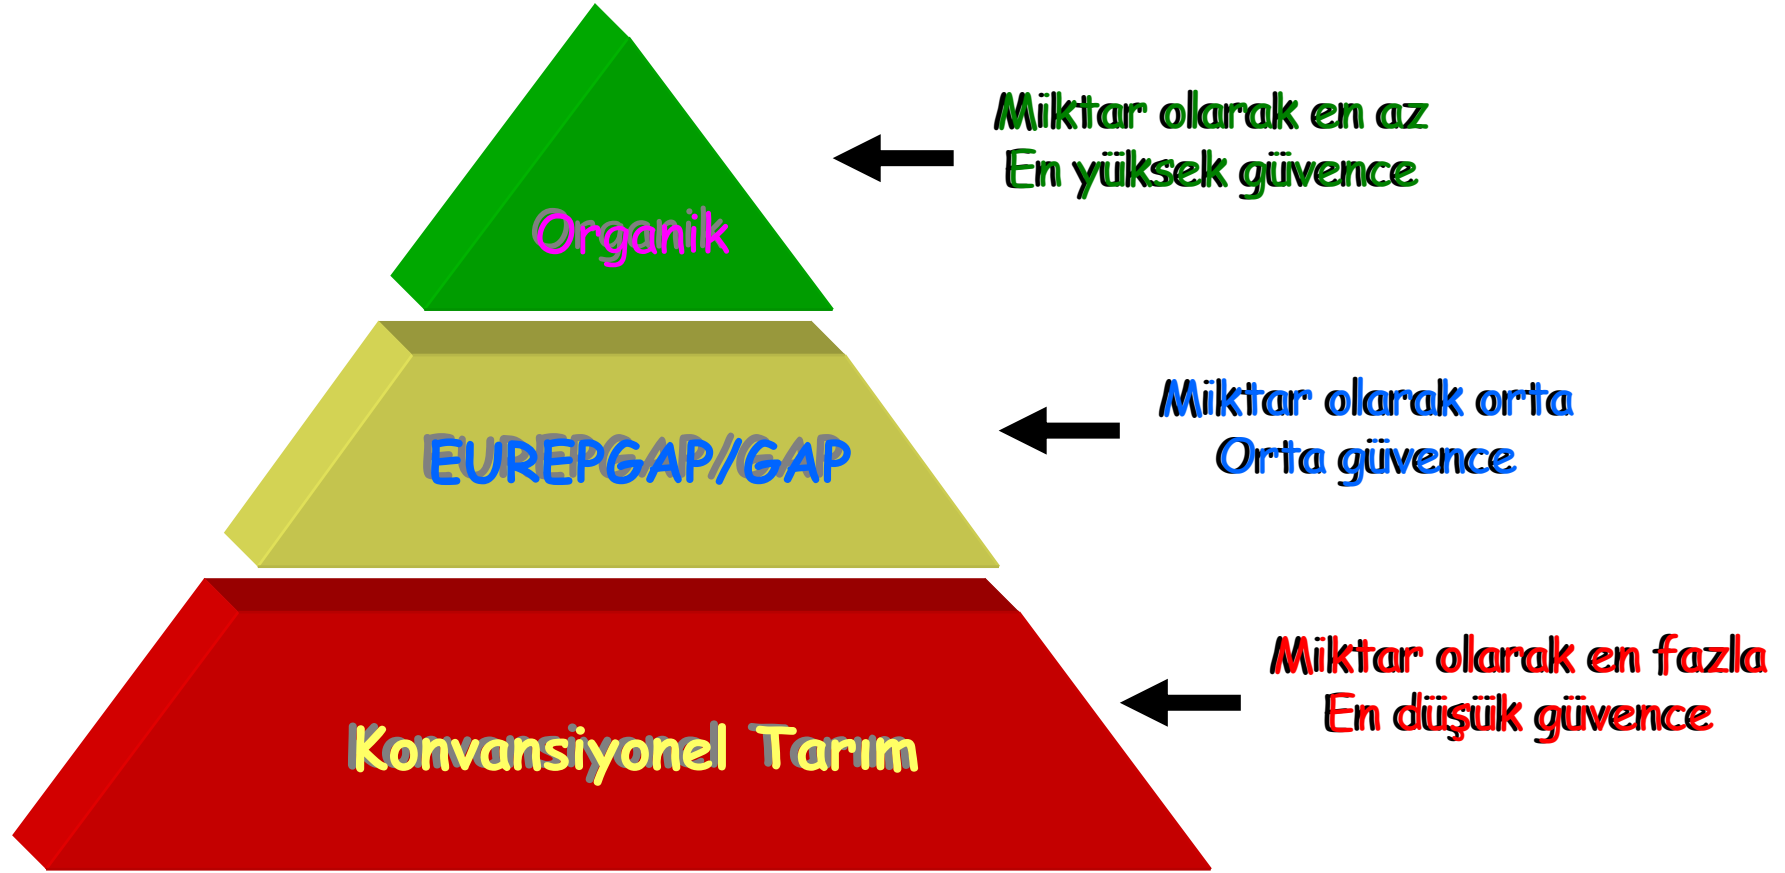 Miktar olarak en az
En yüksek güvence
Organik
Miktar olarak orta
Orta güvence
EUREPGAP/GAP
Miktar olarak en fazla
En düşük güvence
Konvansiyonel Tarım